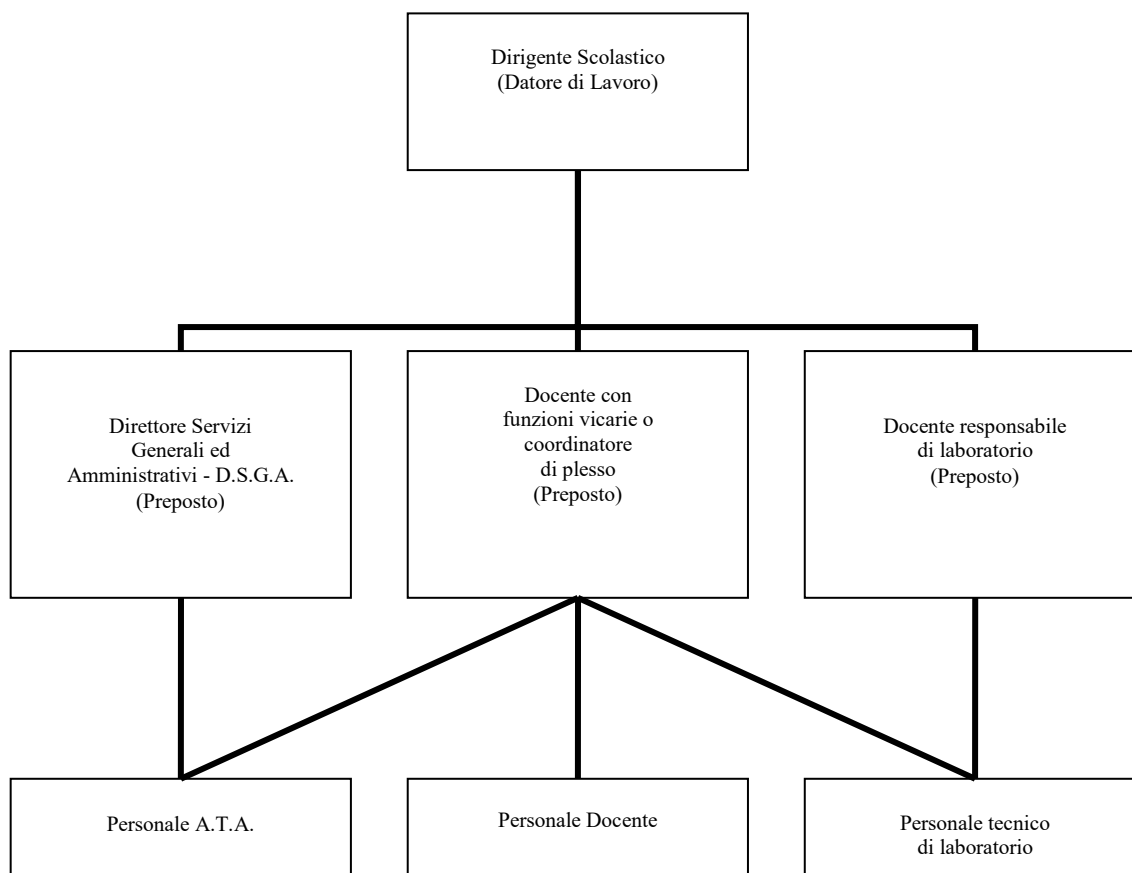 Dirigente Scolastico
(Datore di Lavoro)
Direttore Servizi
Generali ed
Amministrativi - D.S.G.A.
(Preposto)
Docente con
funzioni vicarie o
coordinatore
di plesso
(Preposto)
Docente responsabile
di laboratorio
(Preposto)
Personale A.T.A.
Personale Docente
Personale tecnico
di laboratorio